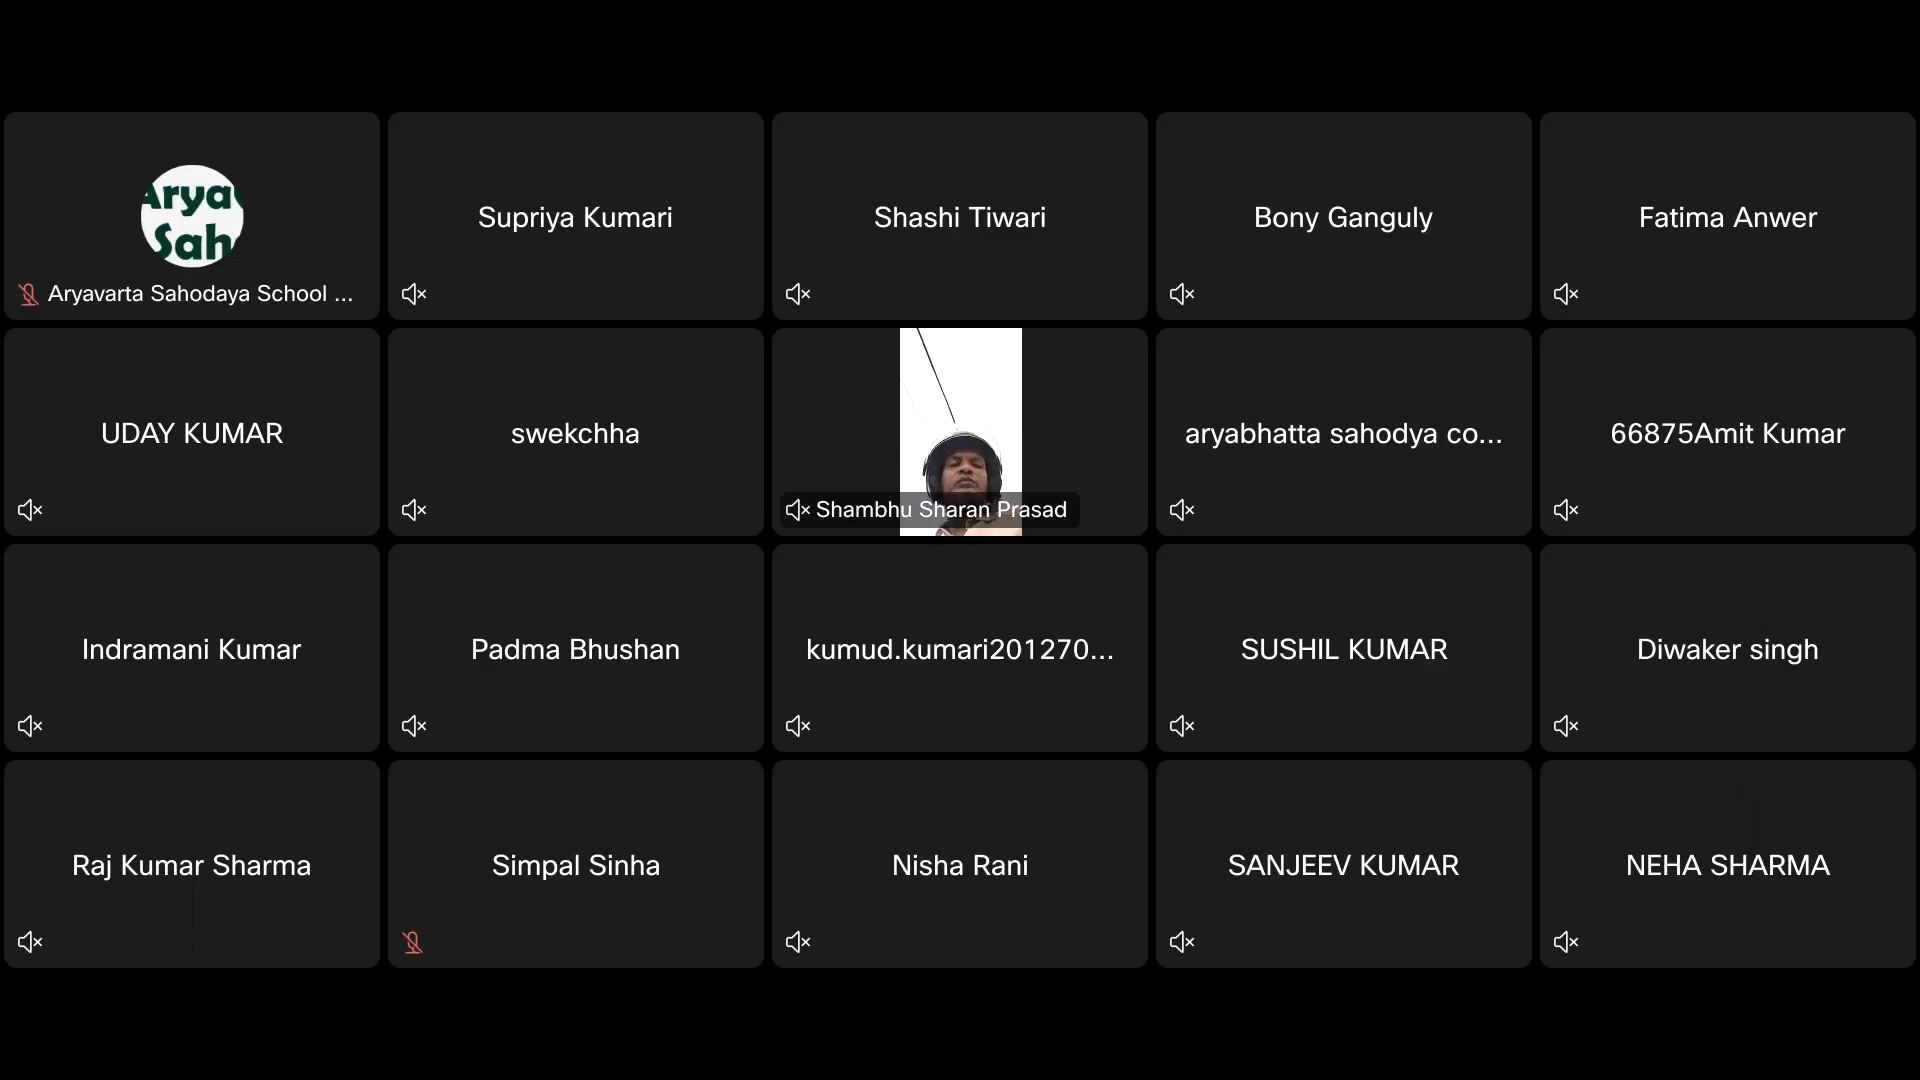 Arya
Sah
Aryavarta Sahodaya School ...
Supriya Kumari
Shashi Tiwari
Bony Ganguly
Fatima Anwer
UDAY KUMAR
swekchha
Shambhu Sharan Prasad
aryabhatta sahodya co...
66875Amit Kumar
Indramani Kumar
Padma Bhushan
kumud.kumari201270...
SUSHIL KUMAR
Diwaker singh
Raj Kumar Sharma
Simpal Sinha
Nisha Rani
SANJEEV KUMAR
NEHA SHARMA